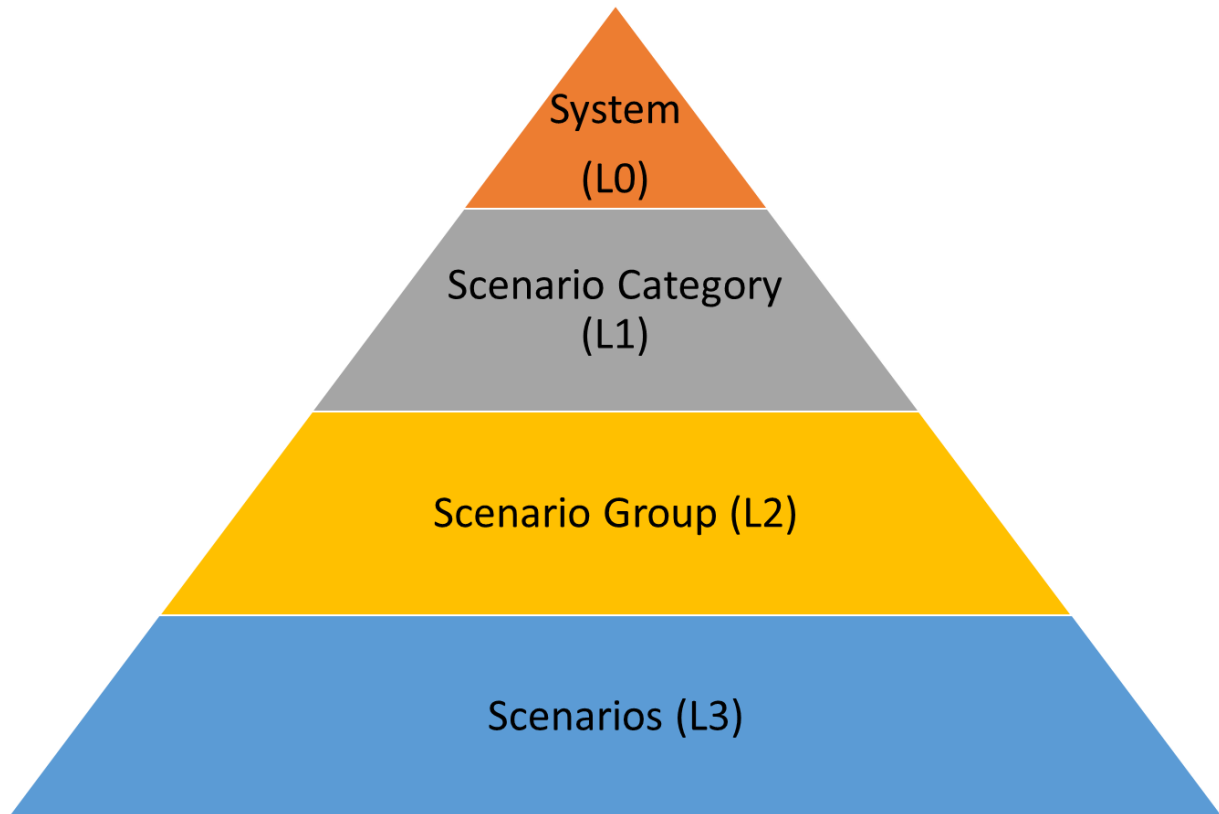 System
(L0)
Scenario Category
(L1)
Scenario Group (L2)
Scenarios (L3)